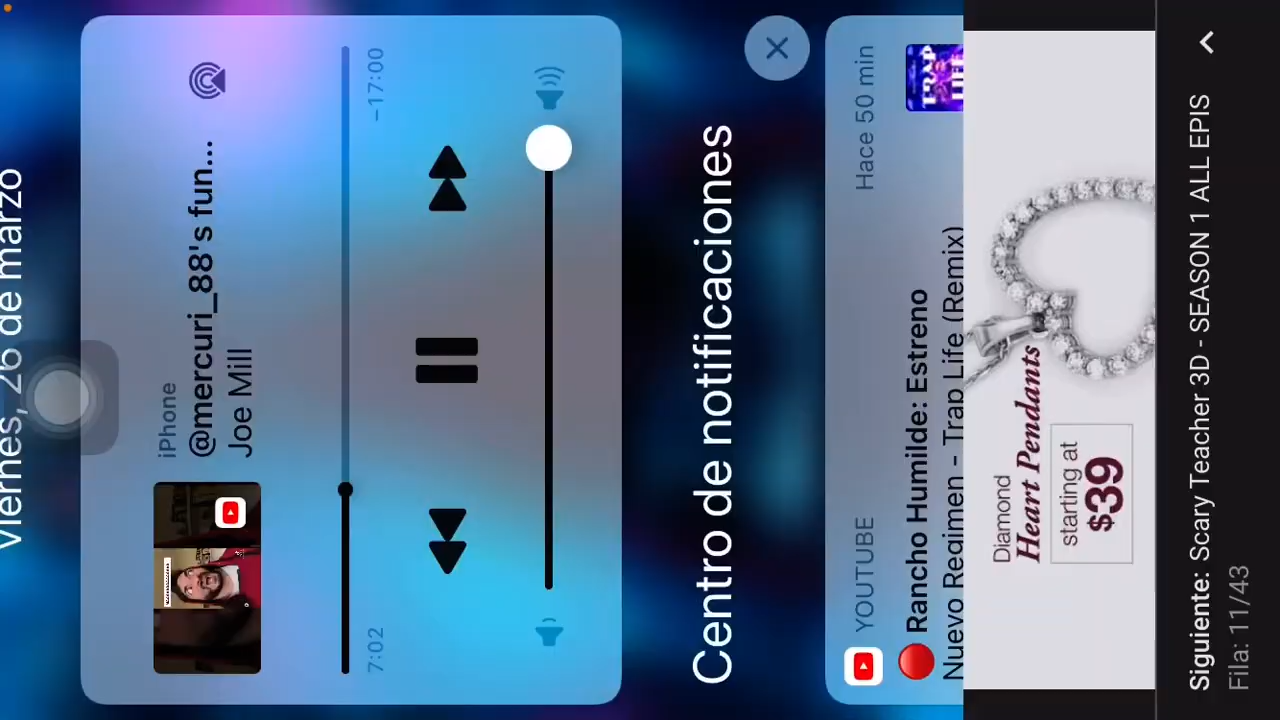 Viernes, 26 de marzo
iPhone
@mercuri_88's fun...
Joe Mill
7:02
-17:00
Centro de notificaciones
YOUTUBE
Hace 50 min
Rancho Humilde: Estreno
Nuevo Regimen - Trap Life (Remix)
TRAP
LIFE
Diamond
Heart Pendants
starting at
$39
Siguiente: Scary Teacher 3D - SEASON 1 ALL EPIS
Fila: 11/43